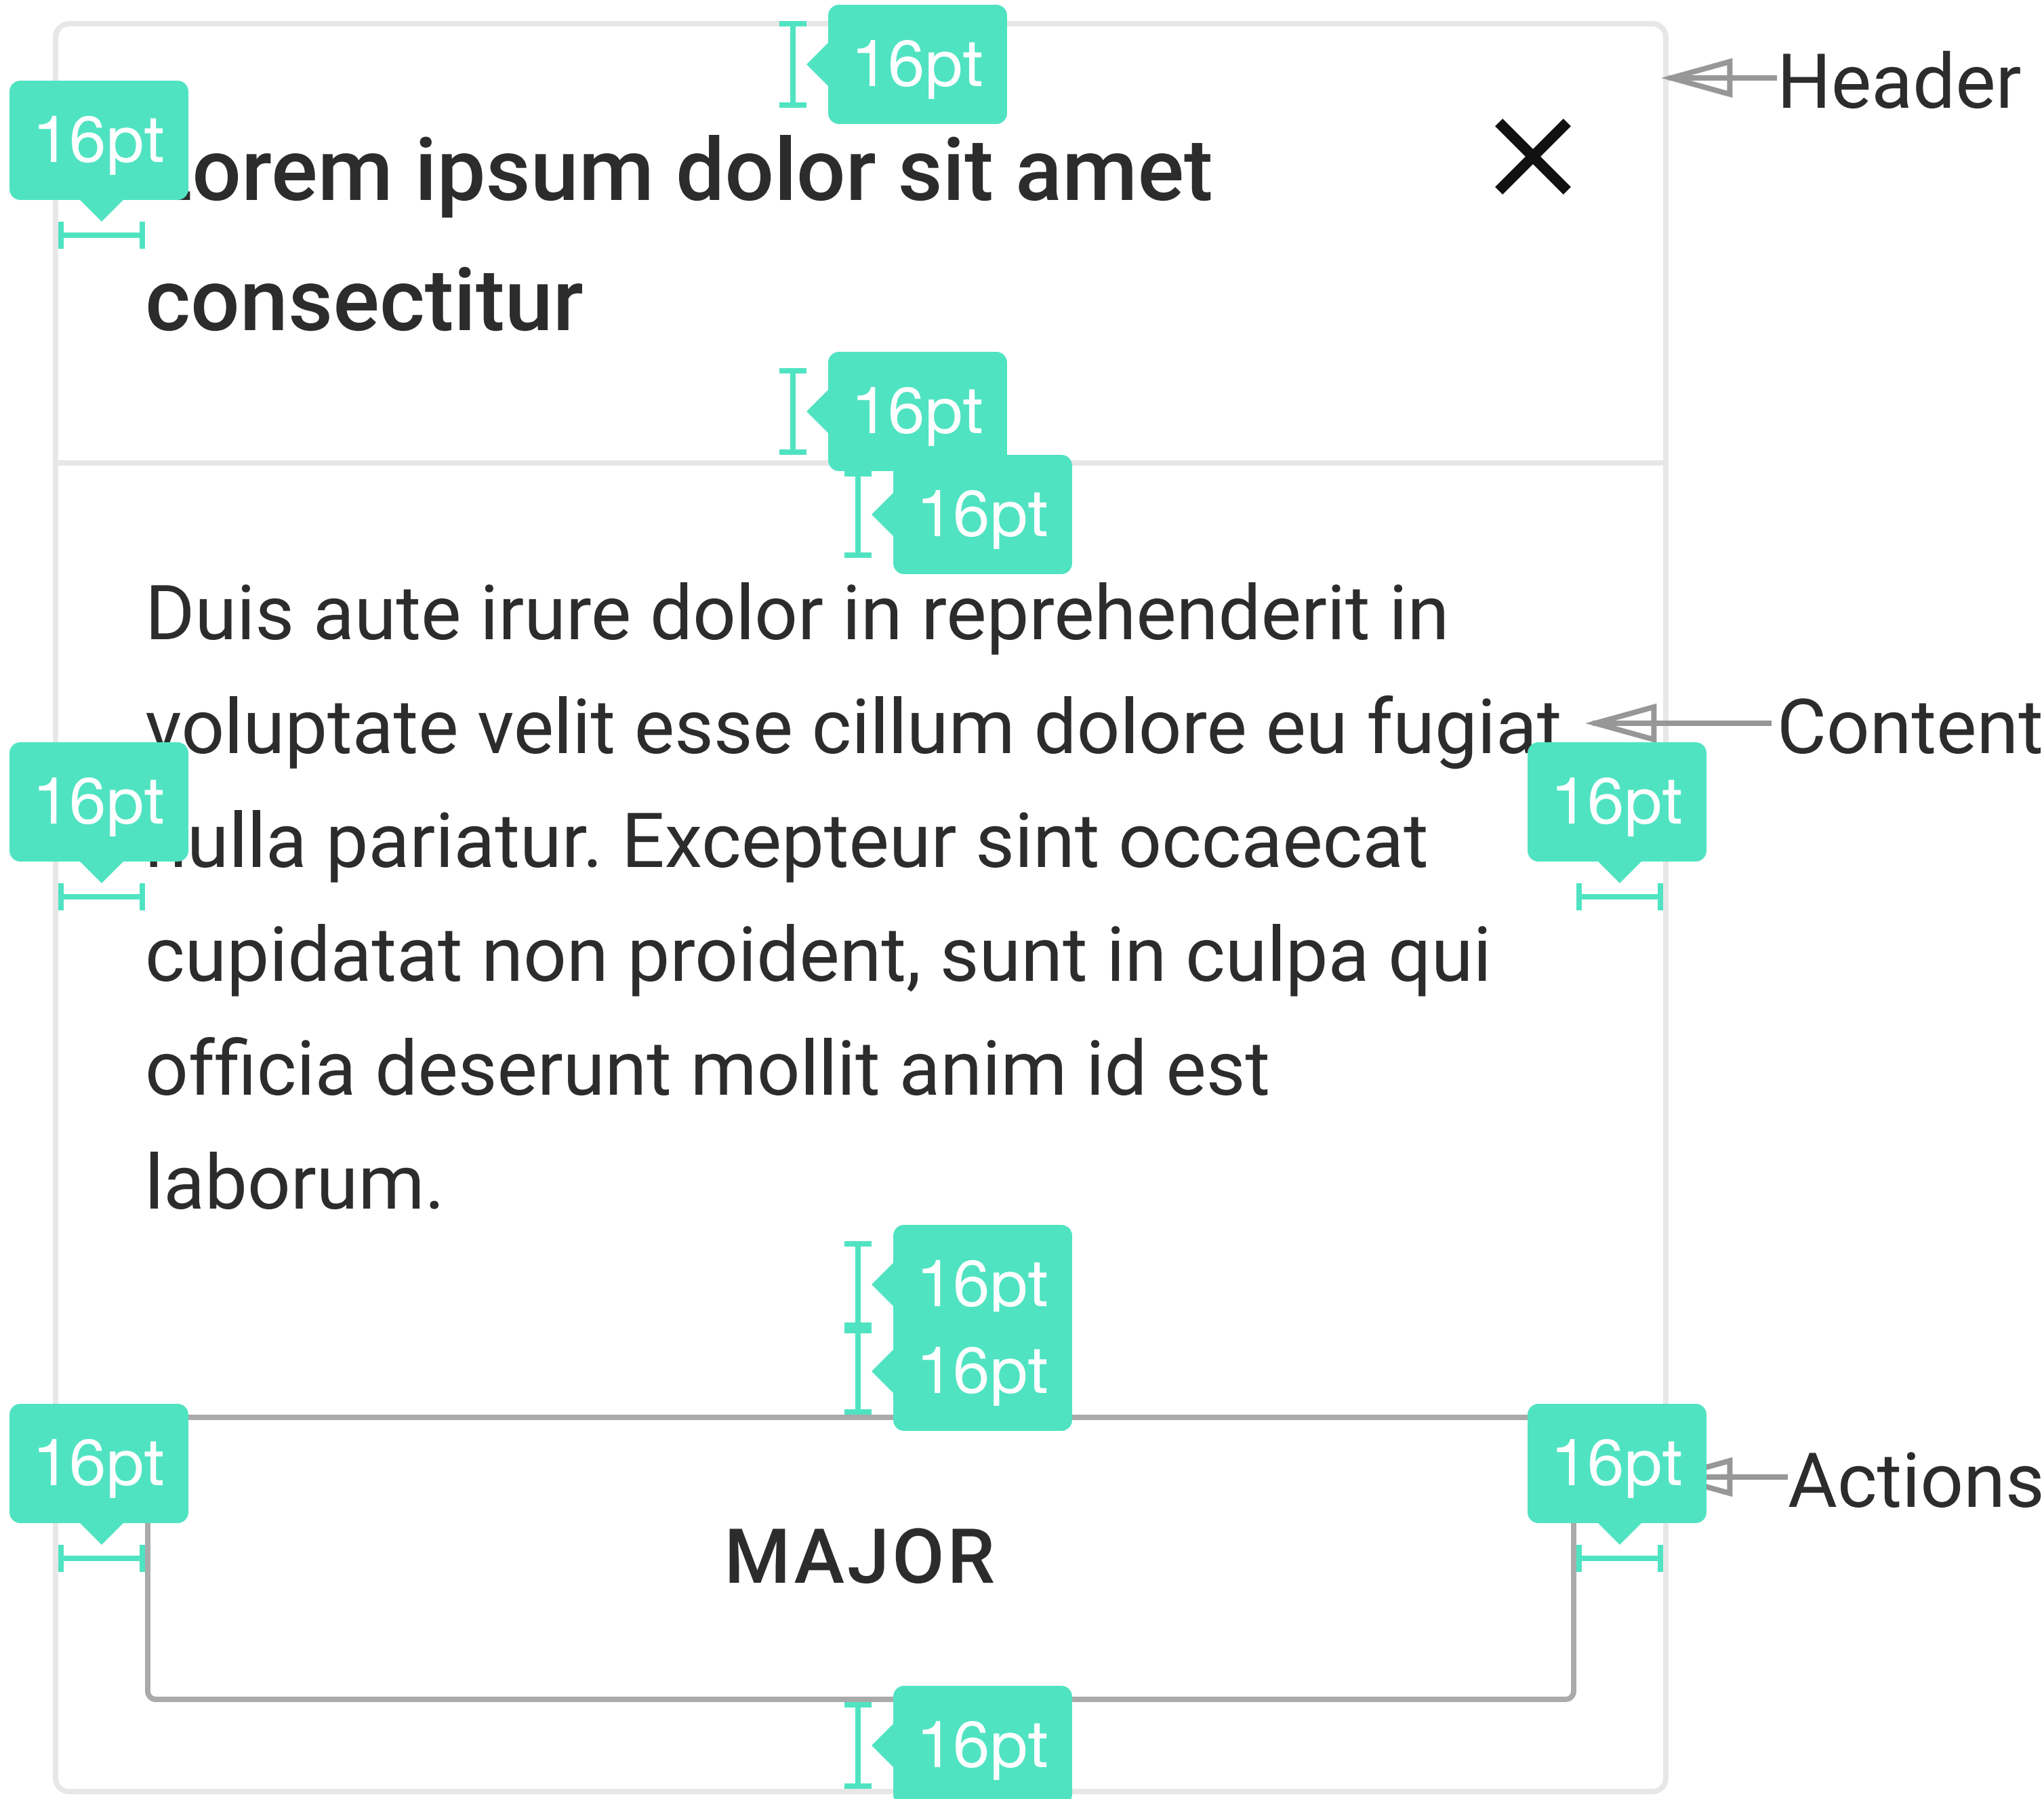 16pt
Header
16pt
Lorem ipsum dolor sit amet
consectitur
16pt
16pt
Duis aute irure dolor in reprehenderit in
voluptate velit esse cillum dolore eu fugiat
Content
16pt
16pt
nulla pariatur. Excepteur sint occaecat
cupidatat non proident, sunt in culpa qui
officia deserunt mollit anim id est
laborum.
16pt
16pt
16pt
16pt
Actions
MAJOR
16pt